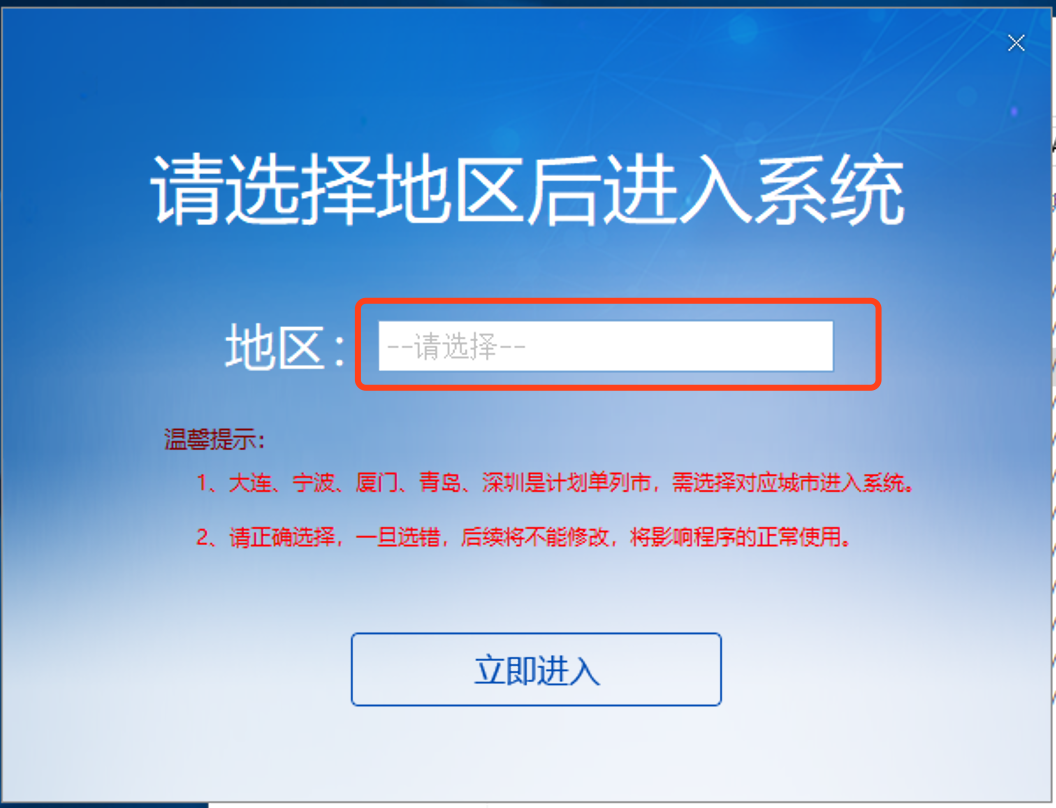 请选择地区后进入系统
地区：--请选择--
温馨提示：
1、大连、宁波、厦门、青岛、深圳是计划单列市，需选择对应城市进入系统。
2、请正确选择，一旦选错，后续将不能修改，将影响程序的正常使用。
立即进入